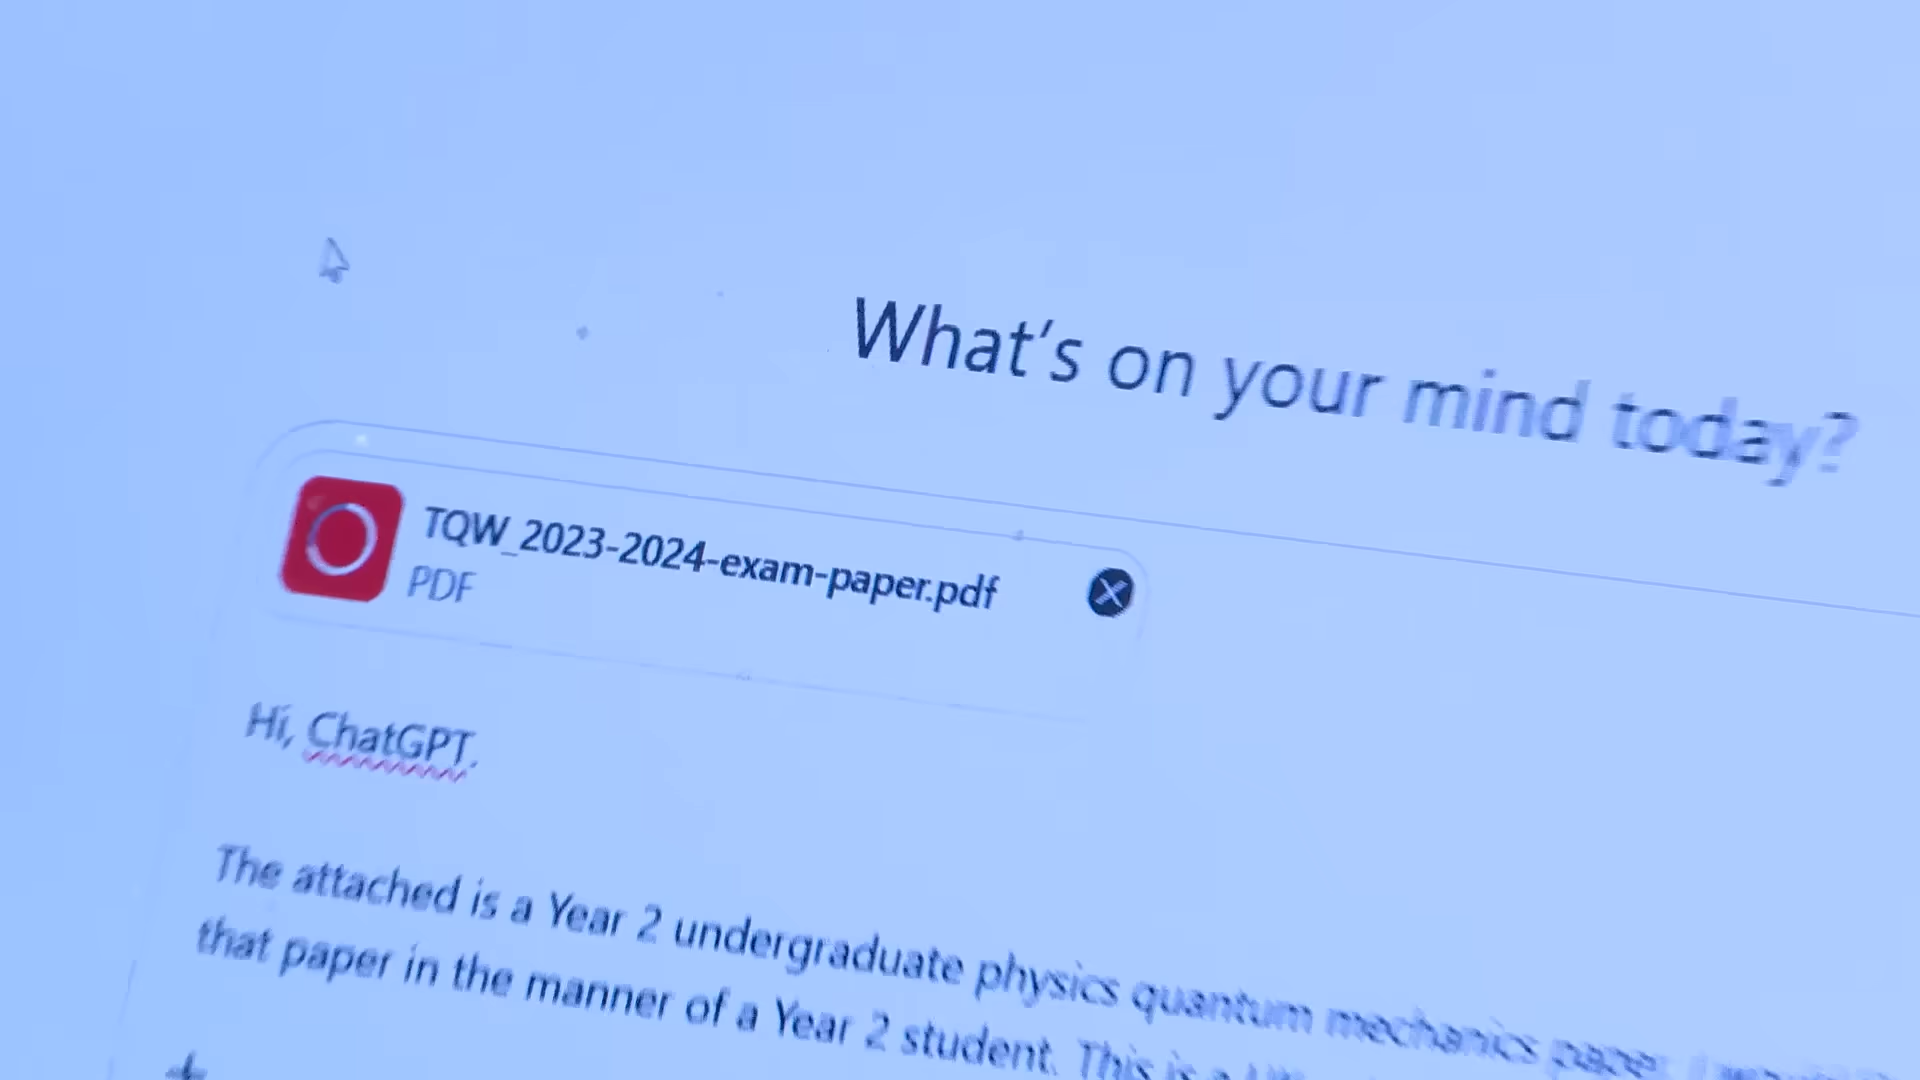 What's on your mind today?
TQW_2023-2024-exam-paper.pdf
PDF
Hi, ChatGPT.
The attached is a Year 2 undergraduate physics quantum mechanics paper.
that paper in the manner of a Year 2 student. This is a